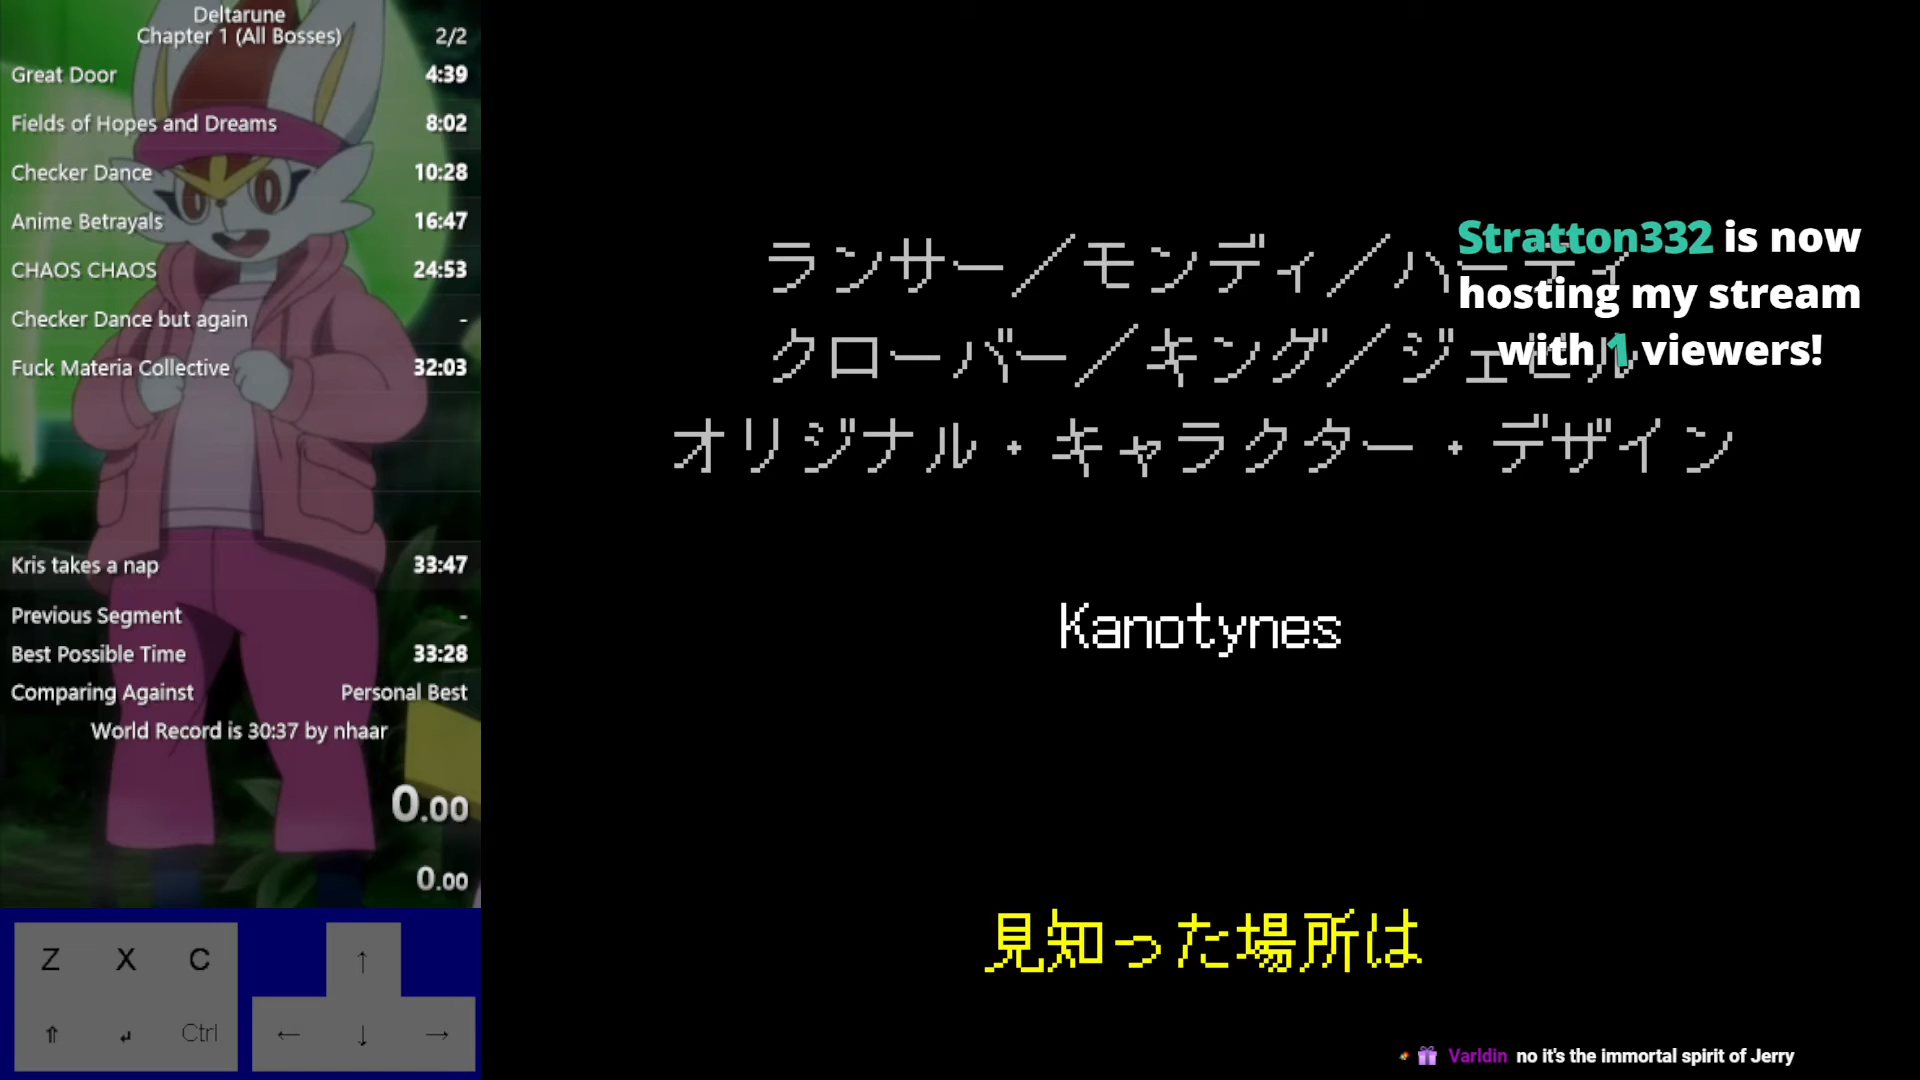 Deltarune
Chapter 1 (All Bosses) 2/2
Great Door 4:39
Fields of Hopes and Dreams 8:02
Checker Dance 10:28
Anime Betrayals 16:47
CHAOS CHAOS 24:53
Checker Dance but again -
Fuck Materia Collective 32:03
Kris takes a nap 33:47
Previous Segment -
Best Possible Time 33:28
Comparing Against Personal Best
World Record is 30:37 by nhaar
0.00
0.00
Z X C ↑
⇑ ↵ Ctrl ← ↓ →
ランサー／モンディ／ハーティ
クローバー／キング／ジェビル
オリジナル・キャラクター・デザイン
Kanotynes
見知った場所は
Stratton332 is now
hosting my stream
with 1 viewers!
Varldin no it's the immortal spirit of Jerry